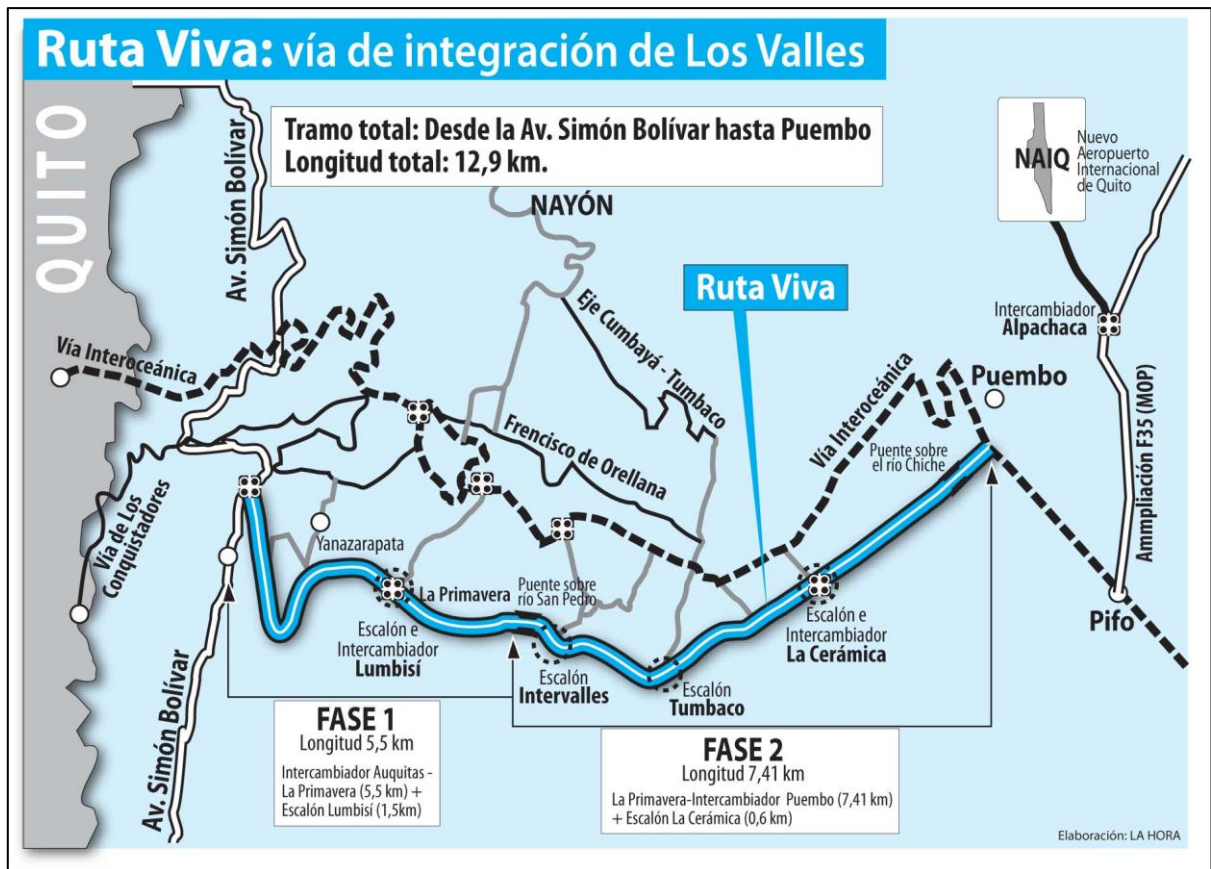 Ruta Viva: vía de integración de Los Valles
QUITO
Av. Simón Bolívar
Tramo total: Desde la Av. Simón Bolívar hasta Puembo
Longitud total: 12,9 km.
NAYÓN
NAIQ
Nuevo
Aeropuerto
Internacional
de Quito
Ruta Viva
Eje Cumbayá - Tumbaco
Intercambiador
Alpachaca
Vía Interoceánica
Vía Interoceánica
Puembo
Ammpliación F35 (MOP)
Frencisco de Orellana
Puente sobre
el río Chiche
Vía de Los
Conquistadores
Yanazarapata
La Primavera
Puente sobre
río San Pedro
Escalón e
Intercambiador
Lumbisí
Escalón
Intervalles
Escalón
Tumbaco
Escalón e
Intercambiador
La Cerámica
Pifo
Av. Simón Bolívar
FASE 1
Longitud 5,5 km
Intercambiador Auquitas -
La Primavera (5,5 km) +
Escalón Lumbisí (1,5km)
FASE 2
Longitud 7,41 km
La Primavera-Intercambiador Puembo (7,41 km)
+ Escalón La Cerámica (0,6 km)
Elaboración: LA HORA